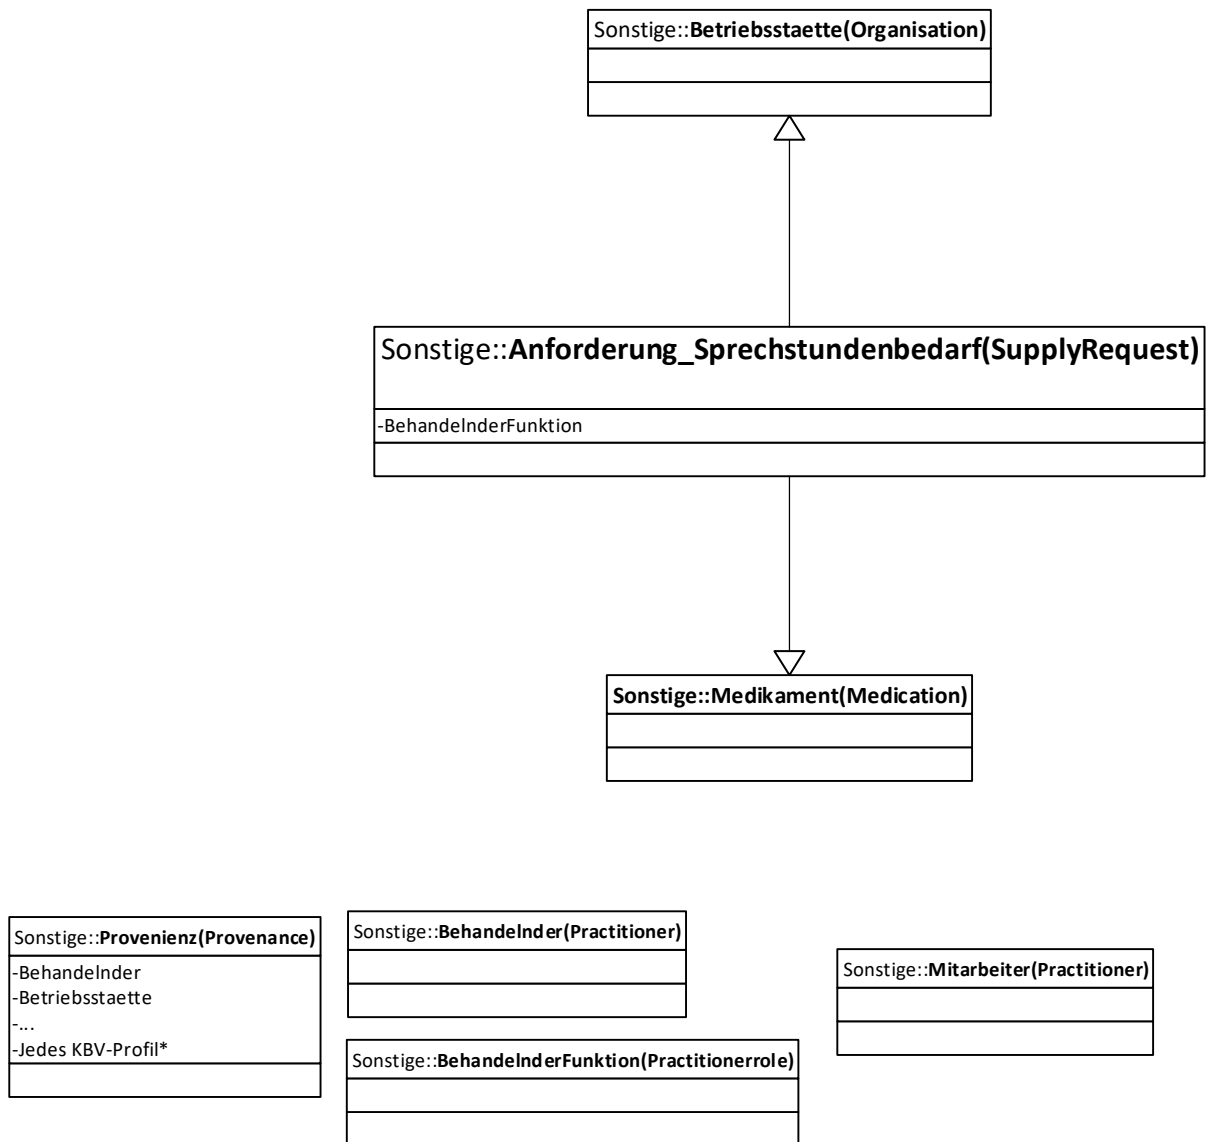 Sonstige::Betriebsstaette(Organisation)
Sonstige::Anforderung_Sprechstundenbedarf(SupplyRequest)
-BehandelnderFunktion
Sonstige::Medikament(Medication)
Sonstige::Provenienz(Provenance)
-Behandelnder
-Betriebsstaette
-...
-Jedes KBV-Profil*
Sonstige::Behandelnder(Practitioner)
Sonstige::BehandelnderFunktion(Practitionerrole)
Sonstige::Mitarbeiter(Practitioner)